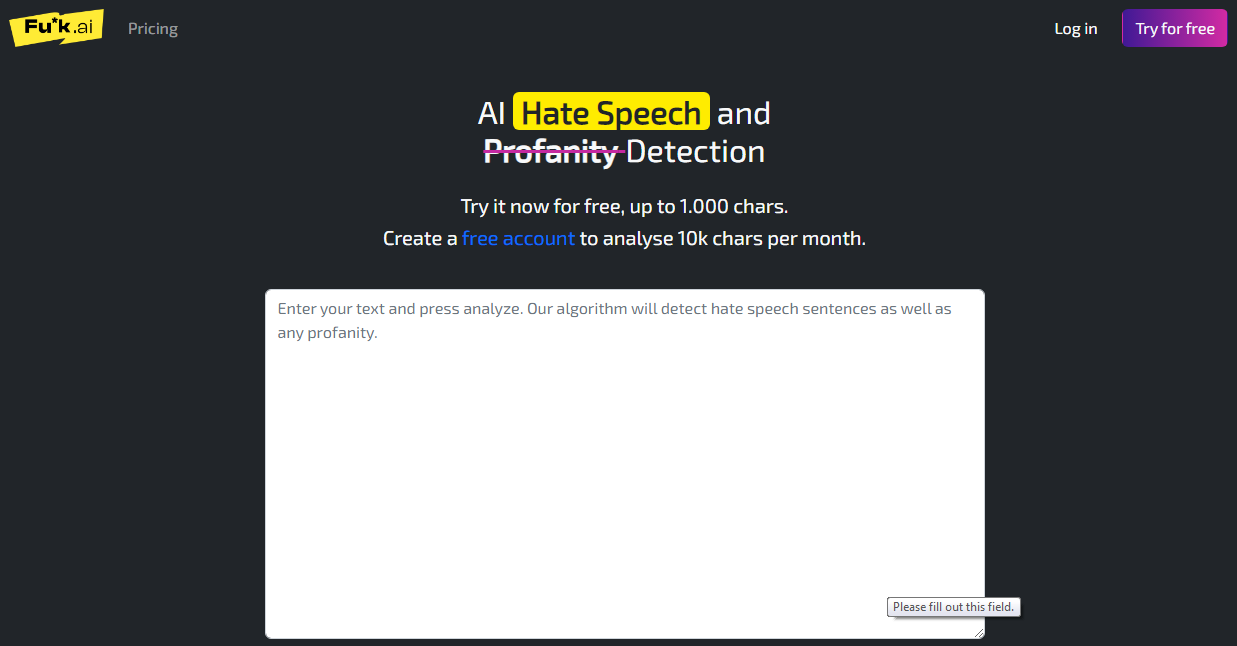 Fu*k.ai
Pricing
Log in
Try for free
AI Hate Speech and
Profanity Detection
Try it now for free, up to 1.000 chars.
Create a free account to analyse 10k chars per month.
Enter your text and press analyze. Our algorithm will detect hate speech sentences as well as
any profanity.
Please fill out this field.